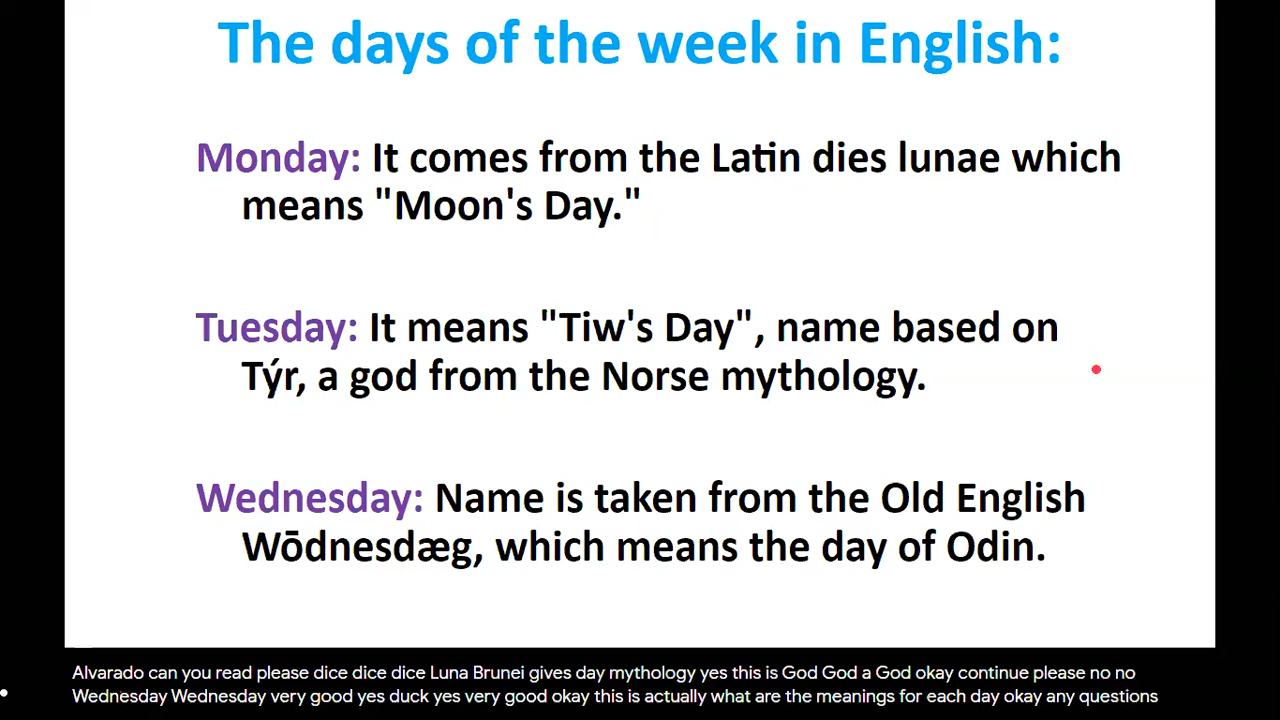 The days of the week in English:
Monday: It comes from the Latin dies lunae which
means "Moon's Day."
Tuesday: It means "Tiw's Day", name based on
Týr, a god from the Norse mythology.
Wednesday: Name is taken from the Old English
Wōdnesdæg, which means the day of Odin.
Alvarado can you read please dice dice dice Luna Brunei gives day mythology yes this is God God a God okay continue please no no
Wednesday Wednesday very good yes duck yes very good okay this is actually what are the meanings for each day okay any questions